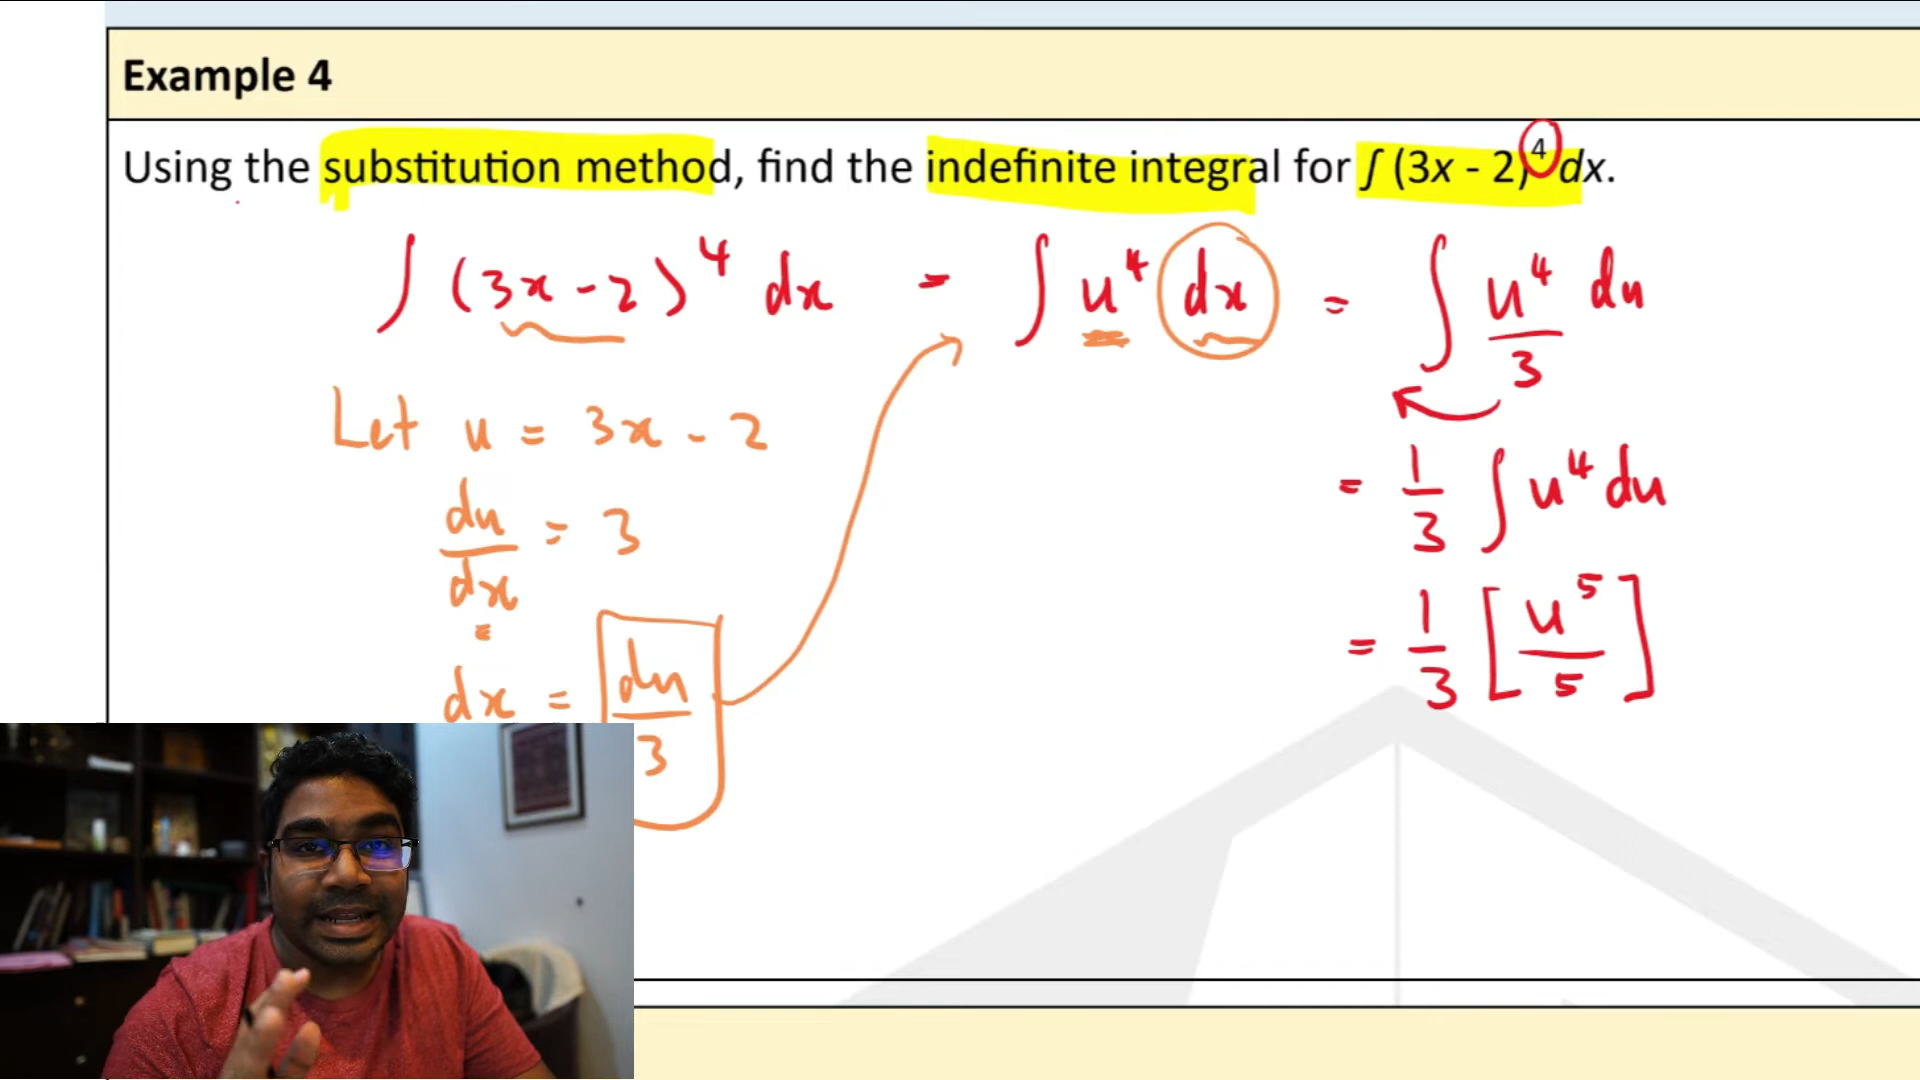 Example 4
Using the substitution method, find the indefinite integral for ∫ (3x - 2)⁴ dx.
∫ (3x - 2)⁴ dx = ∫ u⁴ dx = ∫ u⁴/3 du
Let u = 3x - 2
du/dx = 3
= 1/3 ∫ u⁴ du
= 1/3 [u⁵/5]
dx = du/3